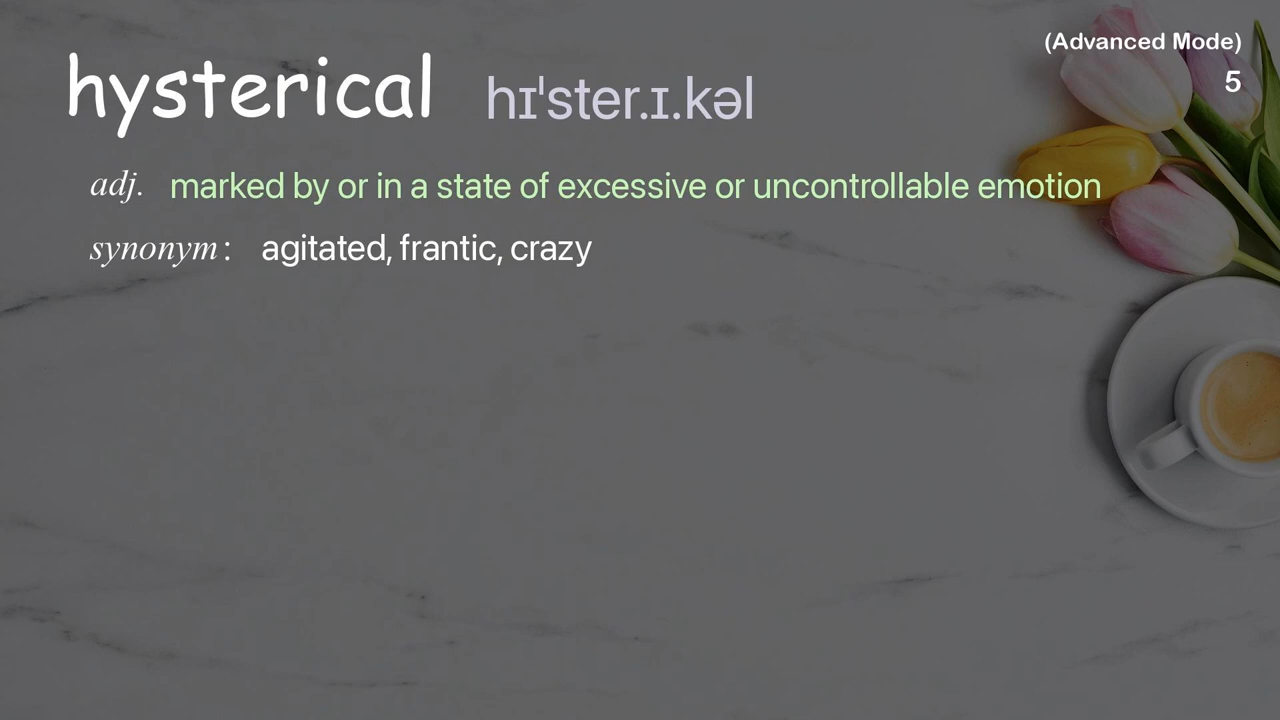 (Advanced Mode)
5
hysterical hɪˈster.ɪ.kəl
adj. marked by or in a state of excessive or uncontrollable emotion
synonym : agitated, frantic, crazy